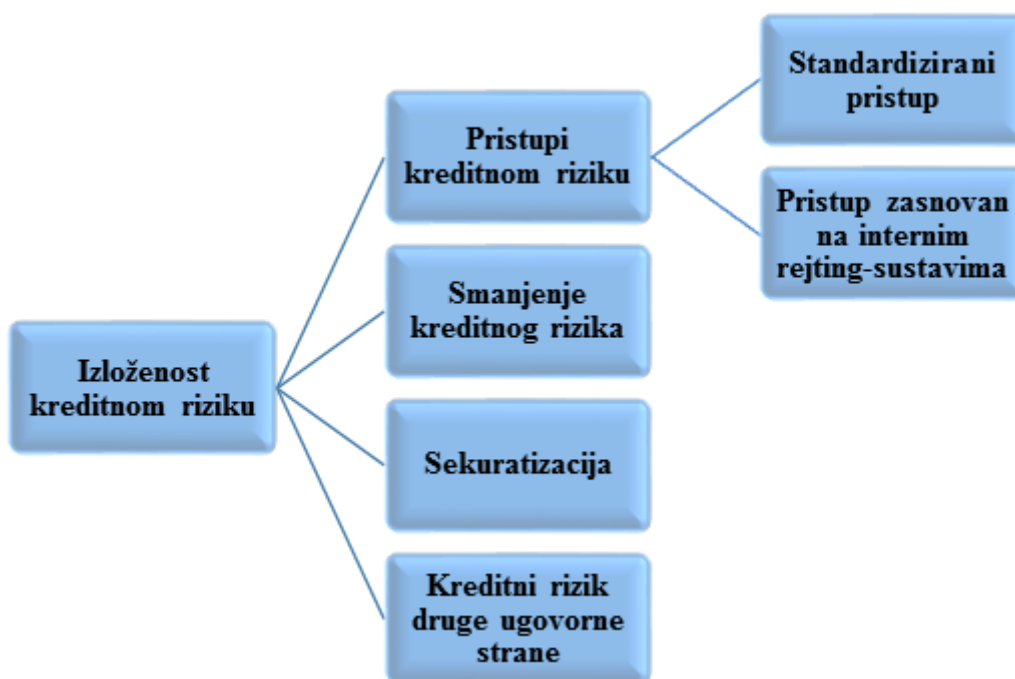 Izloženost
kreditnom riziku
Pristupi
kreditnom riziku
Standardizirani
pristup
Pristup zasnovan
na internim
rejting-sustavima
Smanjenje
kreditnog rizika
Sekuratizacija
Kreditni rizik
druge ugovorne
strane